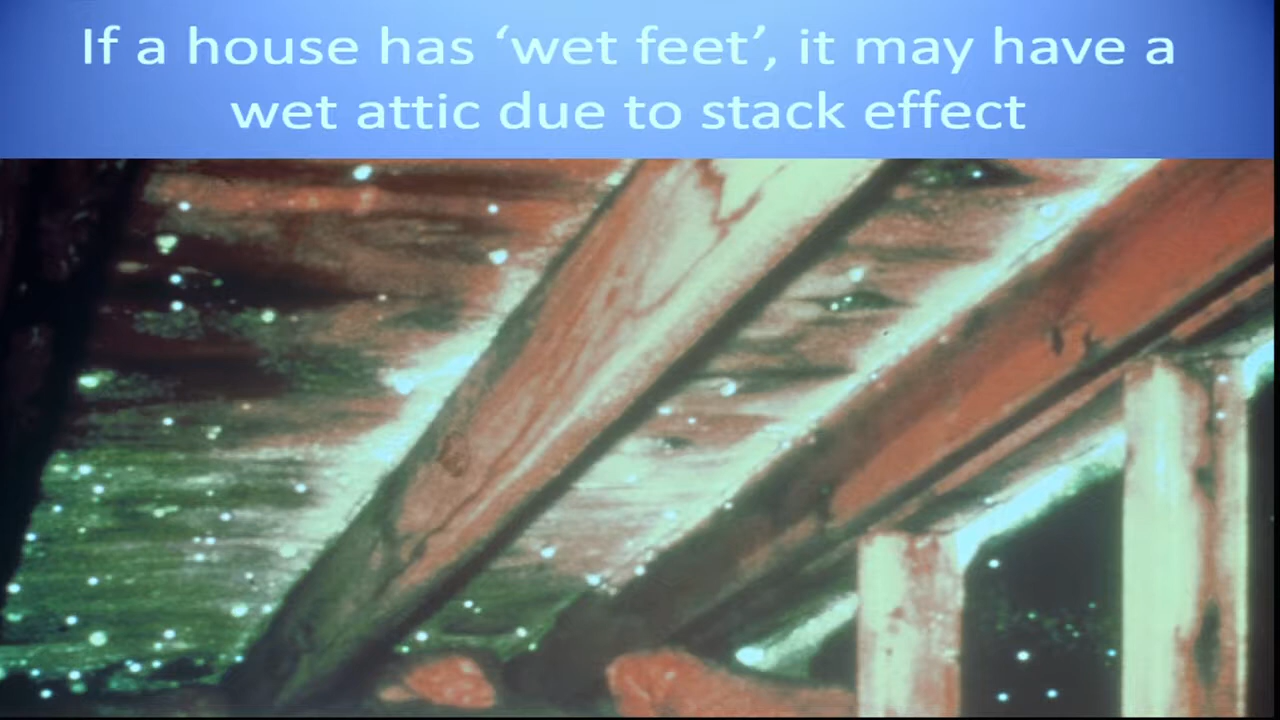 If a house has ‘wet feet’, it may have a
wet attic due to stack effect